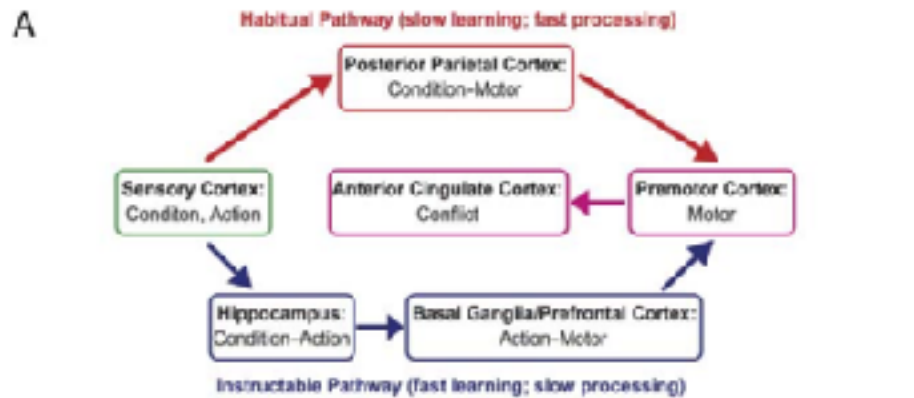 A
Habitual Pathway (slow learning; fast processing)
Posterior Parietal Cortex:
Condition-Motor
Sensory Cortex:
Conditon, Action
Anterior Cingulate Cortex:
Conflict
Premotor Cortex:
Motor
Hippocampus:
Condition-Action
Basal Ganglia/Prefrontal Cortex:
Action-Motor
Instructable Pathway (fast learning; slow processing)